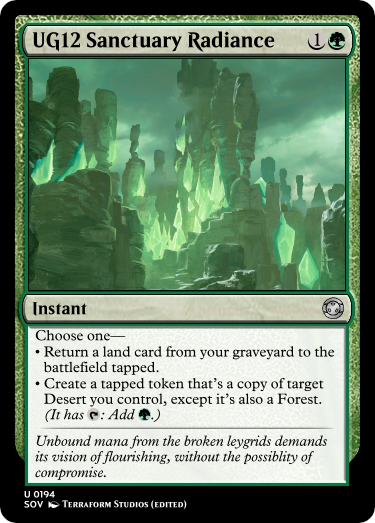 UG12 Sanctuary Radiance 1
Instant
Choose one—
• Return a land card from your graveyard to the
battlefield tapped.
• Create a tapped token that's a copy of target
Desert you control, except it's also a Forest.
(It has : Add .)
Unbound mana from the broken leygrids demands
its vision of flourishing, without the possiblity of
compromise.
U 0194
SOV Terraform Studios (edited)